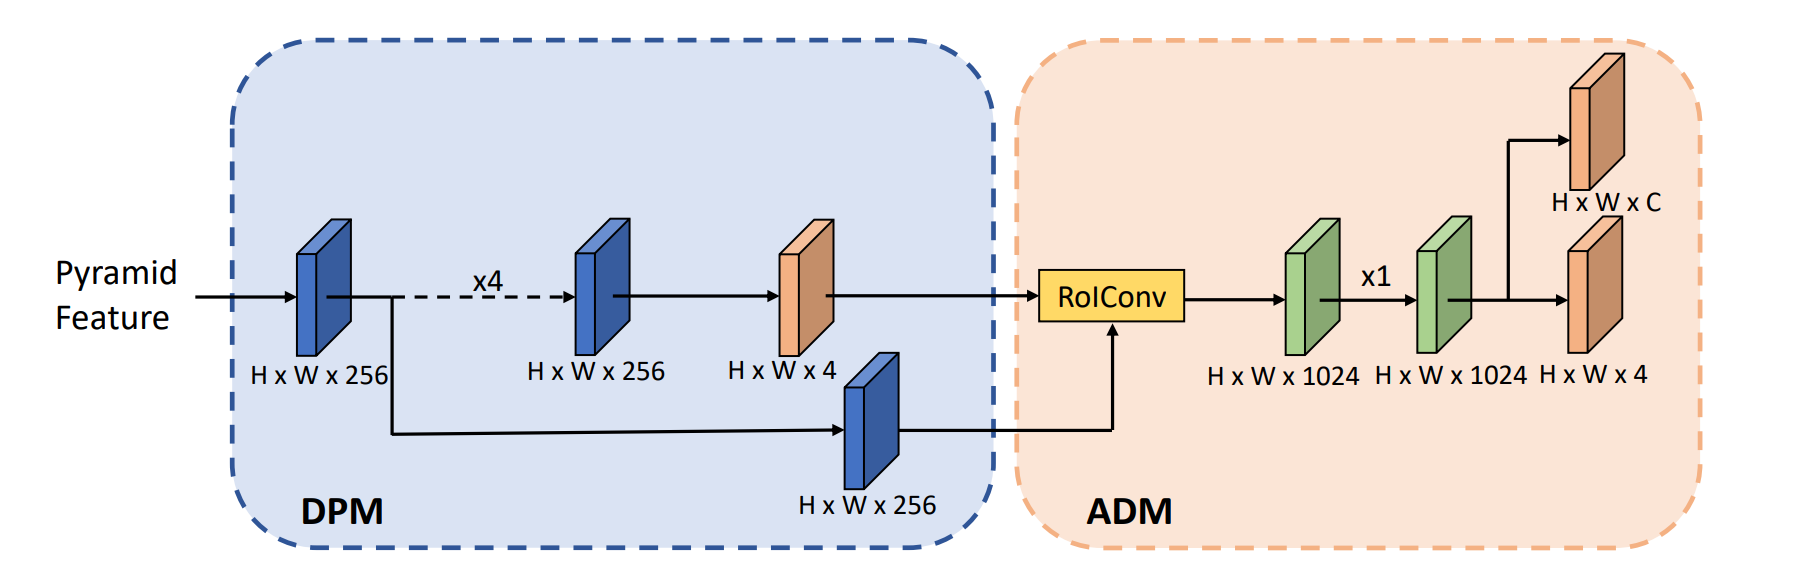 Pyramid
Feature
H x W x 256
x4
H x W x 256
H x W x 4
H x W x 256
DPM
RoIConv
H x W x 1024
x1
H x W x 1024
H x W x C
H x W x 4
ADM